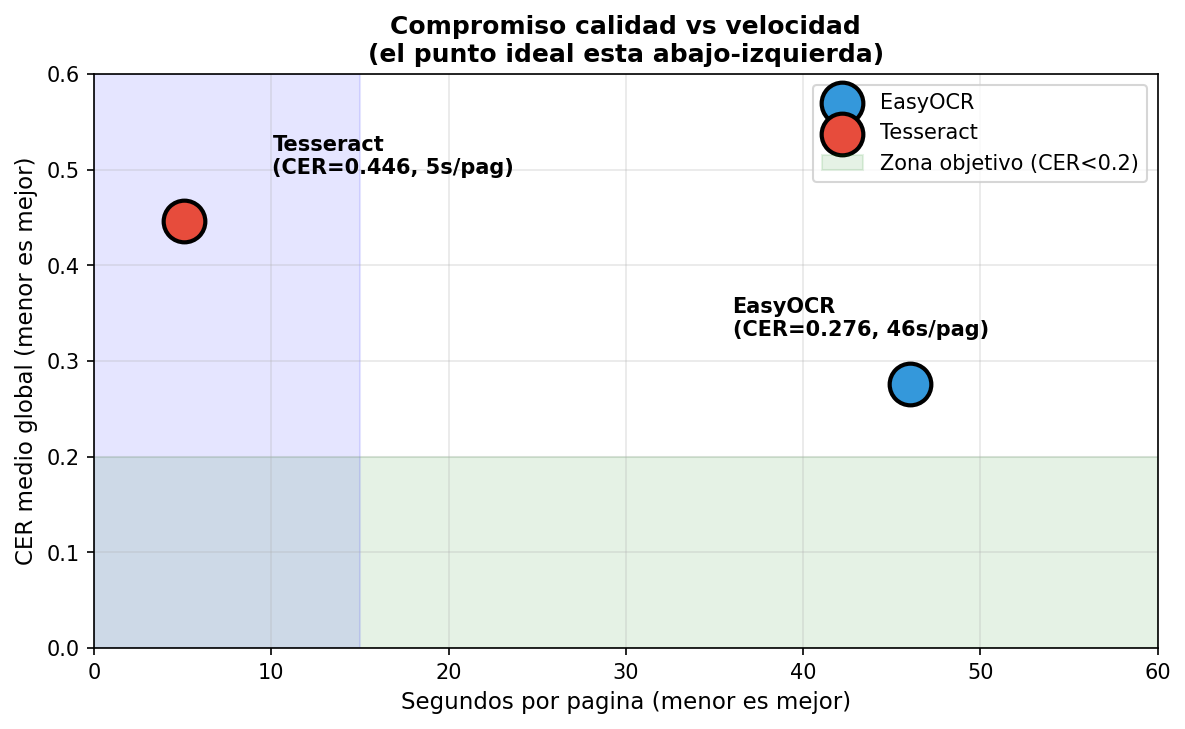 Compromiso calidad vs velocidad
(el punto ideal esta abajo-izquierda)
CER medio global (menor es mejor)
0.6
0.5
0.4
0.3
0.2
0.1
0.0
Tesseract
(CER=0.446, 5s/pag)
EasyOCR
(CER=0.276, 46s/pag)
EasyOCR
Tesseract
Zona objetivo (CER<0.2)
0
10
20
30
40
50
60
Segundos por pagina (menor es mejor)